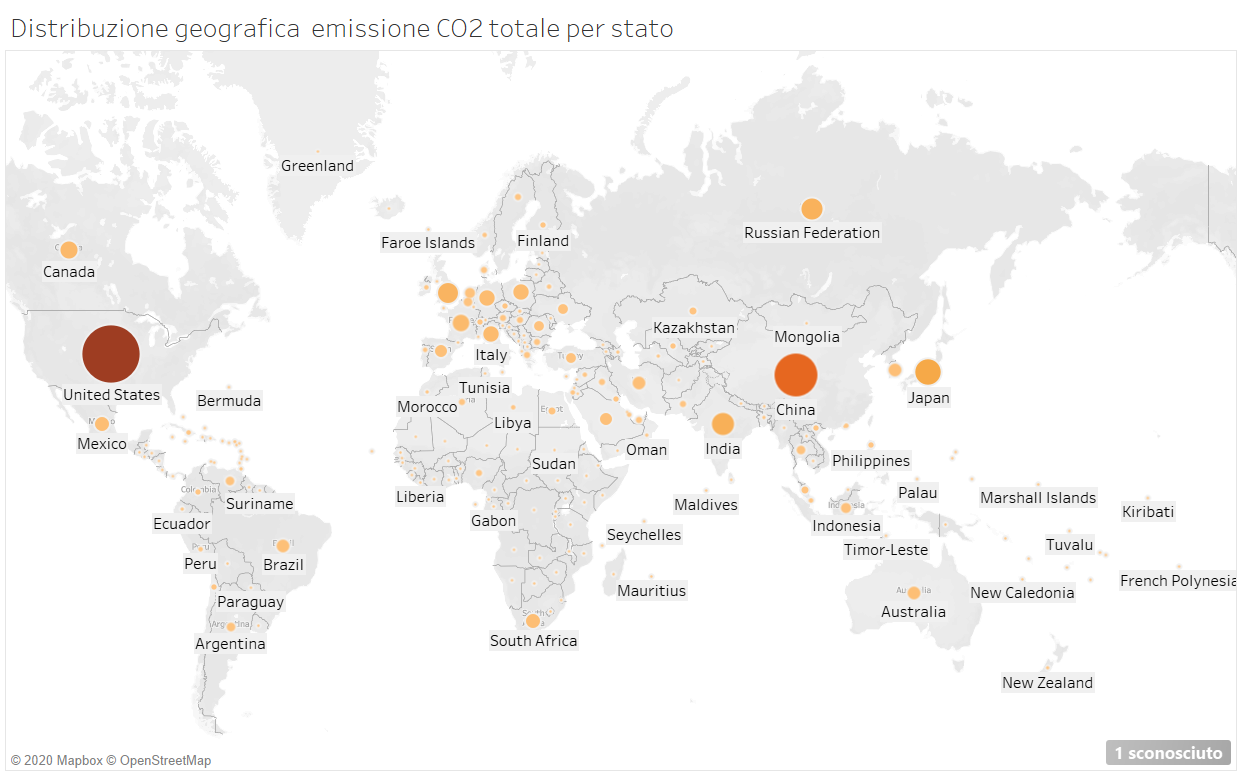 Distribuzione geografica  emissione CO2 totale per stato
Greenland
Faroe Islands
Finland
Russian Federation
Canada
Kazakhstan
Mongolia
Italy
United States
Bermuda
Tunisia
China
Japan
Morocco
Libya
Mexico
Oman
India
Sudan
Philippines
Colombia
Liberia
Palau
Marshall Islands
Suriname
Maldives
Kiribati
Ecuador
Gabon
Indonesia
Seychelles
Timor-Leste
Tuvalu
Peru
Brazil
French Polynesia
Mauritius
New Caledonia
Paraguay
Australia
Argentina
South Africa
New Zealand
© 2020 Mapbox © OpenStreetMap
1 sconosciuto